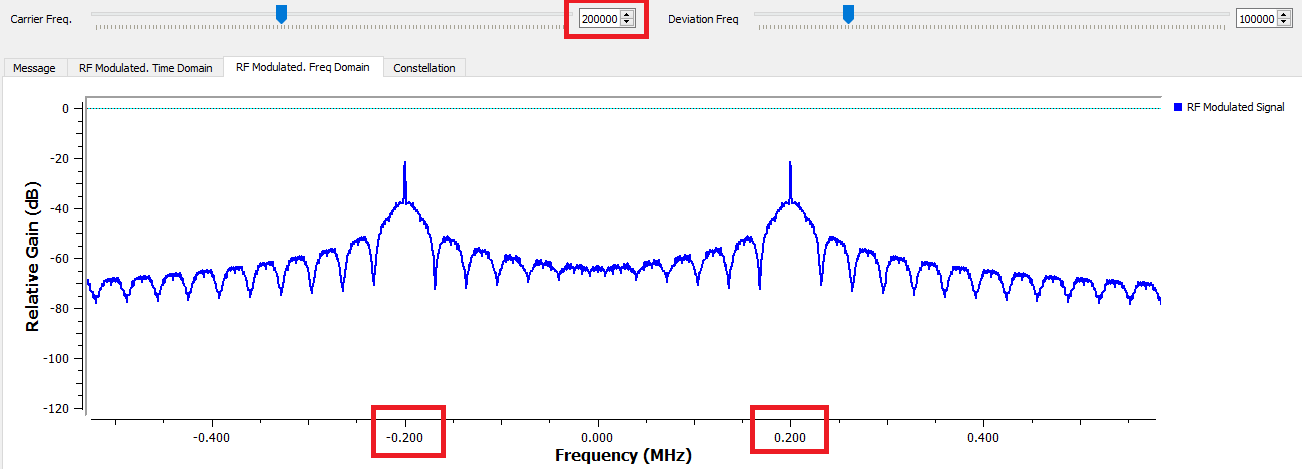 Carrier Freq. 200000 Deviation Freq 100000
Message RF Modulated. Time Domain RF Modulated. Freq Domain Constellation
RF Modulated Signal
Relative Gain (dB)
0
-20
-40
-60
-80
-100
-120
-0.400 -0.200 0.000 0.200 0.400
Frequency (MHz)